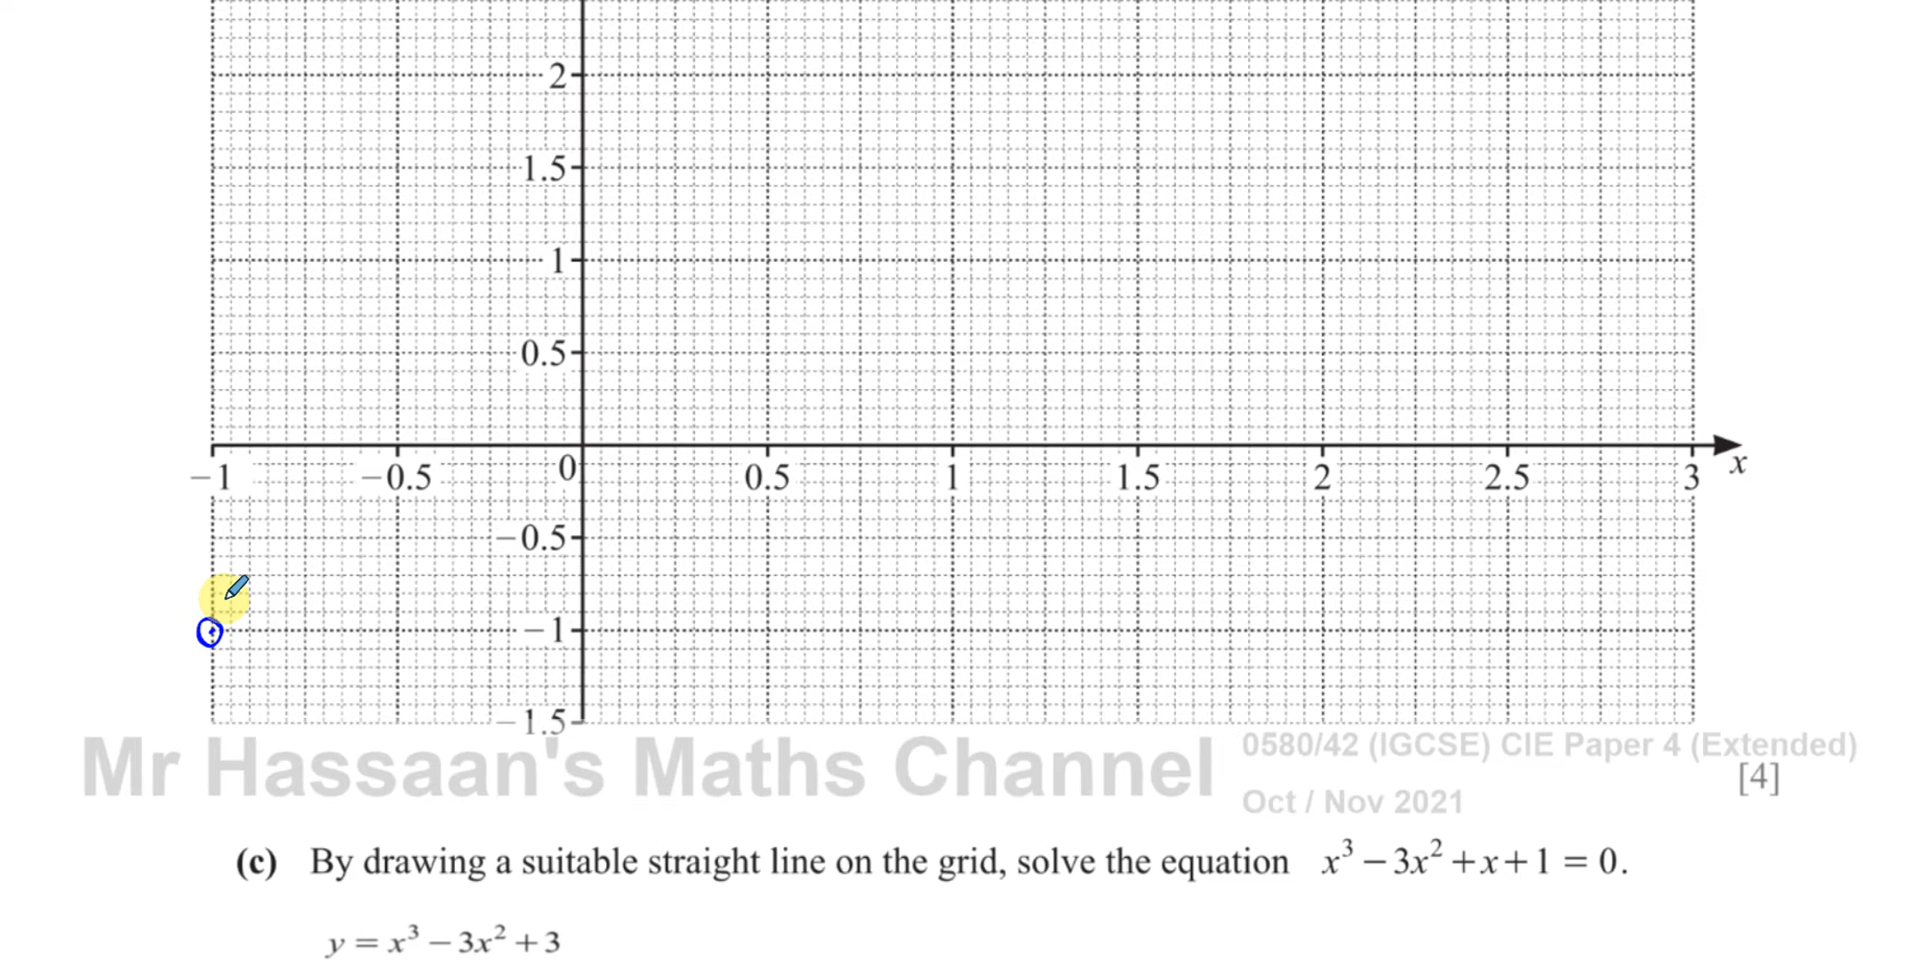 2
1.5
1
0.5
−1 −0.5 0 0.5 1 1.5 2 2.5 3 x
−0.5
−1
−1.5
Mr Hassaan's Maths Channel
0580/42 (IGCSE) CIE Paper 4 (Extended)
[4]
Oct / Nov 2021
(c) By drawing a suitable straight line on the grid, solve the equation x³ − 3x² + x + 1 = 0.
y = x³ − 3x² + 3